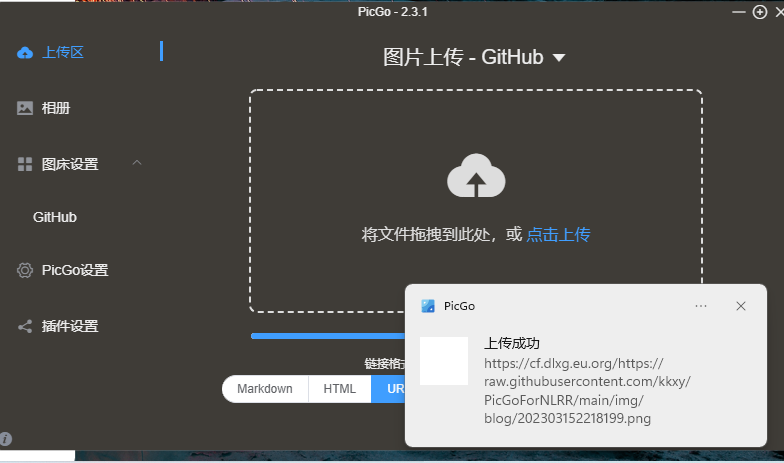 PicGo - 2.3.1
上传区
图片上传 - GitHub
相册
图床设置
GitHub
将文件拖拽到此处，或 点击上传
PicGo设置
插件设置
链接格式
Markdown
HTML
UR
PicGo
上传成功
https://cf.dlxg.eu.org/https://
raw.githubusercontent.com/kkxy/
PicGoForNLRR/main/img/
blog/202303152218199.png